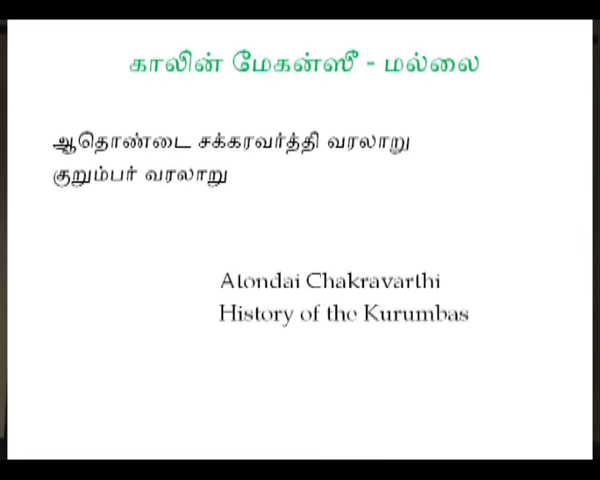 காலின் மேகன்ஸீ - மல்லை
ஆதொண்டை சக்கரவர்த்தி வரலாறு
குறும்பர் வரலாறு
Atondai Chakravarthi
History of the Kurumbas